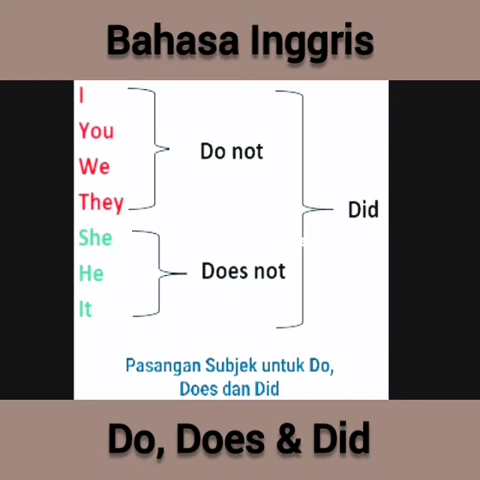 Bahasa Inggris
I
You
We
They
She
He
It
Do not
Does not
Did
Pasangan Subjek untuk Do,
Does dan Did
Do, Does & Did